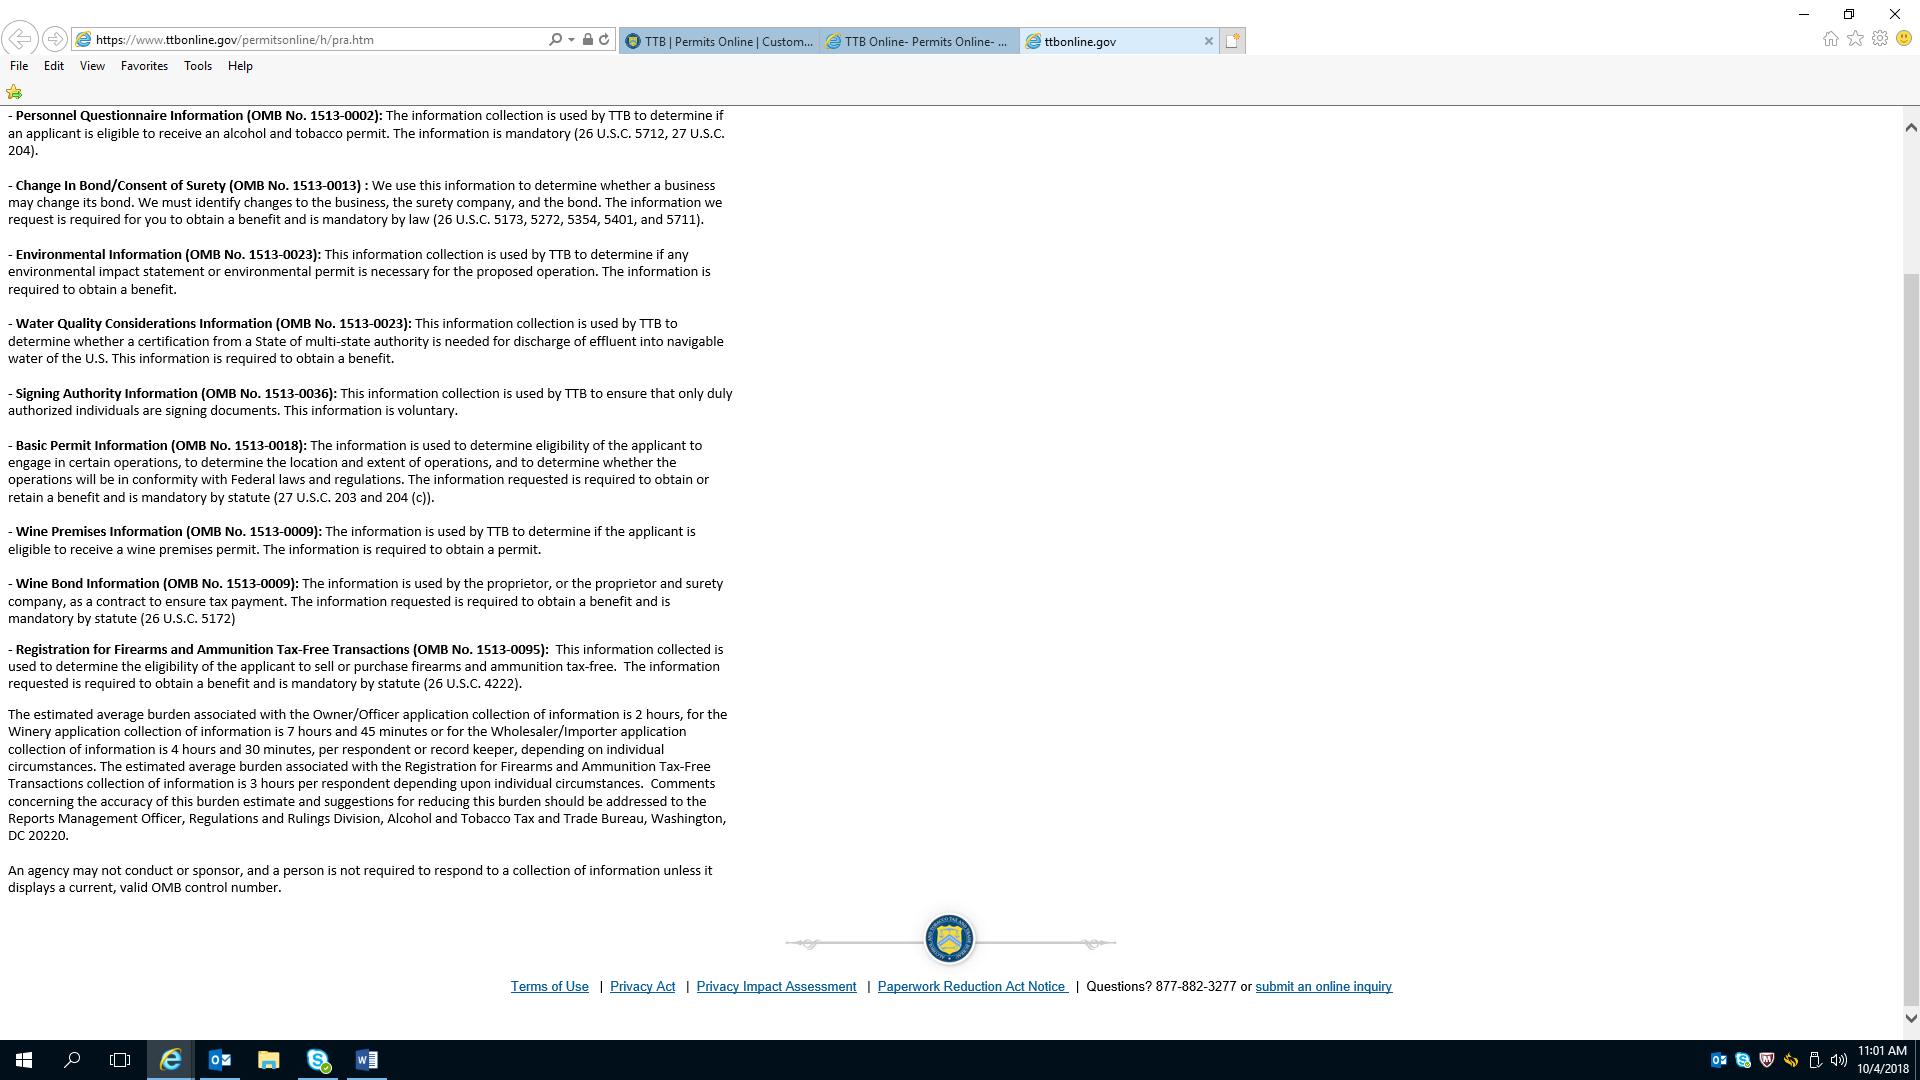 https://www.ttbonline.gov/permitsonline/h/pra.htm
TTB | Permits Online | Custom...
TTB Online- Permits Online- ...
ttbonline.gov
File Edit View Favorites Tools Help
- Personnel Questionnaire Information (OMB No. 1513-0002): The information collection is used by TTB to determine if
an applicant is eligible to receive an alcohol and tobacco permit. The information is mandatory (26 U.S.C. 5712, 27 U.S.C.
204).
- Change In Bond/Consent of Surety (OMB No. 1513-0013) : We use this information to determine whether a business
may change its bond. We must identify changes to the business, the surety company, and the bond. The information we
request is required for you to obtain a benefit and is mandatory by law (26 U.S.C. 5173, 5272, 5354, 5401, and 5711).
- Environmental Information (OMB No. 1513-0023): This information collection is used by TTB to determine if any
environmental impact statement or environmental permit is necessary for the proposed operation. The information is
required to obtain a benefit.
- Water Quality Considerations Information (OMB No. 1513-0023): This information collection is used by TTB to
determine whether a certification from a State of multi-state authority is needed for discharge of effluent into navigable
water of the U.S. This information is required to obtain a benefit.
- Signing Authority Information (OMB No. 1513-0036): This information collection is used by TTB to ensure that only duly
authorized individuals are signing documents. This information is voluntary.
- Basic Permit Information (OMB No. 1513-0018): The information is used to determine eligibility of the applicant to
engage in certain operations, to determine the location and extent of operations, and to determine whether the
operations will be in conformity with Federal laws and regulations. The information requested is required to obtain or
retain a benefit and is mandatory by statute (27 U.S.C. 203 and 204 (c)).
- Wine Premises Information (OMB No. 1513-0009): The information is used by TTB to determine if the applicant is
eligible to receive a wine premises permit. The information is required to obtain a permit.
- Wine Bond Information (OMB No. 1513-0009): The information is used by the proprietor, or the proprietor and surety
company, as a contract to ensure tax payment. The information requested is required to obtain a benefit and is
mandatory by statute (26 U.S.C. 5172)
- Registration for Firearms and Ammunition Tax-Free Transactions (OMB No. 1513-0095): This information collected is
used to determine the eligibility of the applicant to sell or purchase firearms and ammunition tax-free. The information
requested is required to obtain a benefit and is mandatory by statute (26 U.S.C. 4222).
The estimated average burden associated with the Owner/Officer application collection of information is 2 hours, for the
Winery application collection of information is 7 hours and 45 minutes or for the Wholesaler/Importer application
collection of information is 4 hours and 30 minutes, per respondent or record keeper, depending on individual
circumstances. The estimated average burden associated with the Registration for Firearms and Ammunition Tax-Free
Transactions collection of information is 3 hours per respondent depending upon individual circumstances. Comments
concerning the accuracy of this burden estimate and suggestions for reducing this burden should be addressed to the
Reports Management Officer, Regulations and Rulings Division, Alcohol and Tobacco Tax and Trade Bureau, Washington,
DC 20220.
An agency may not conduct or sponsor, and a person is not required to respond to a collection of information unless it
displays a current, valid OMB control number.
Terms of Use | Privacy Act | Privacy Impact Assessment | Paperwork Reduction Act Notice | Questions? 877-882-3277 or submit an online inquiry
11:01 AM
10/4/2018